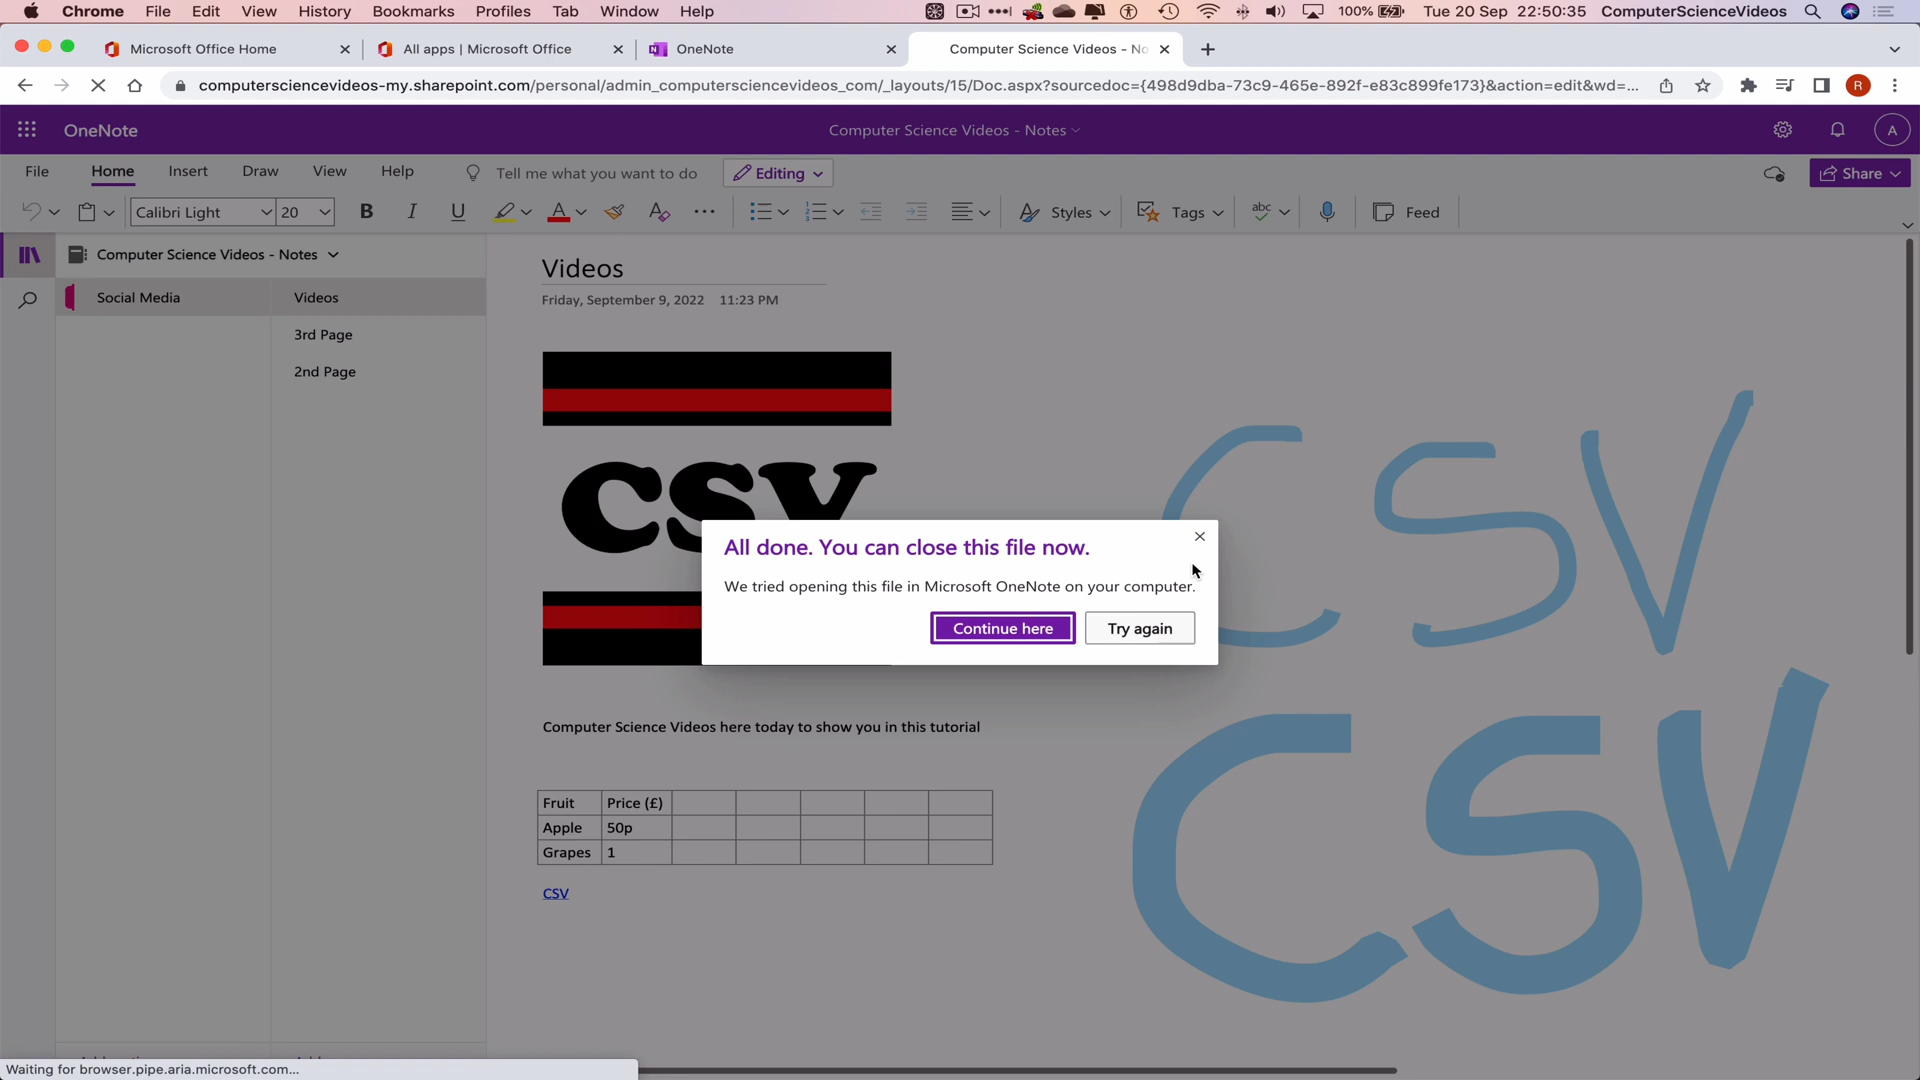 Chrome File Edit View History Bookmarks Profiles Tab Window Help 100% Tue 20 Sep 22:50:35 ComputerScienceVideos
Microsoft Office Home
All apps | Microsoft Office
OneNote
Computer Science Videos - No
computersciencevideos-my.sharepoint.com/personal/admin_computersciencevideos_com/_layouts/15/Doc.aspx?sourcedoc={498d9dba-73c9-465e-892f-e83c899fe173}&action=edit&wd=...
R
OneNote
Computer Science Videos - Notes
A
File Home Insert Draw View Help Tell me what you want to do Editing Share
Calibri Light 20 B I U A A Styles Tags abc Feed
Computer Science Videos - Notes
Social Media
Videos
3rd Page
2nd Page
Videos
Friday, September 9, 2022 11:23 PM
CSV
CSV
CSV
All done. You can close this file now.
We tried opening this file in Microsoft OneNote on your computer.
Continue here Try again
Computer Science Videos here today to show you in this tutorial
Fruit Price (£)
Apple 50p
Grapes 1
CSV
Waiting for browser.pipe.aria.microsoft.com...